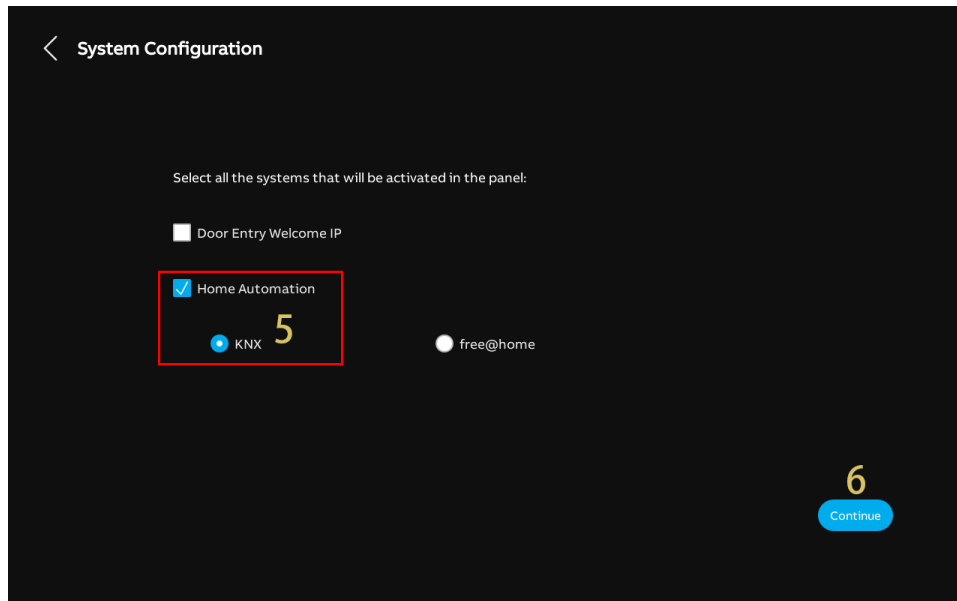 System Configuration
Select all the systems that will be activated in the panel:
Door Entry Welcome IP
Home Automation
KNX 5 free@home
6
Continue